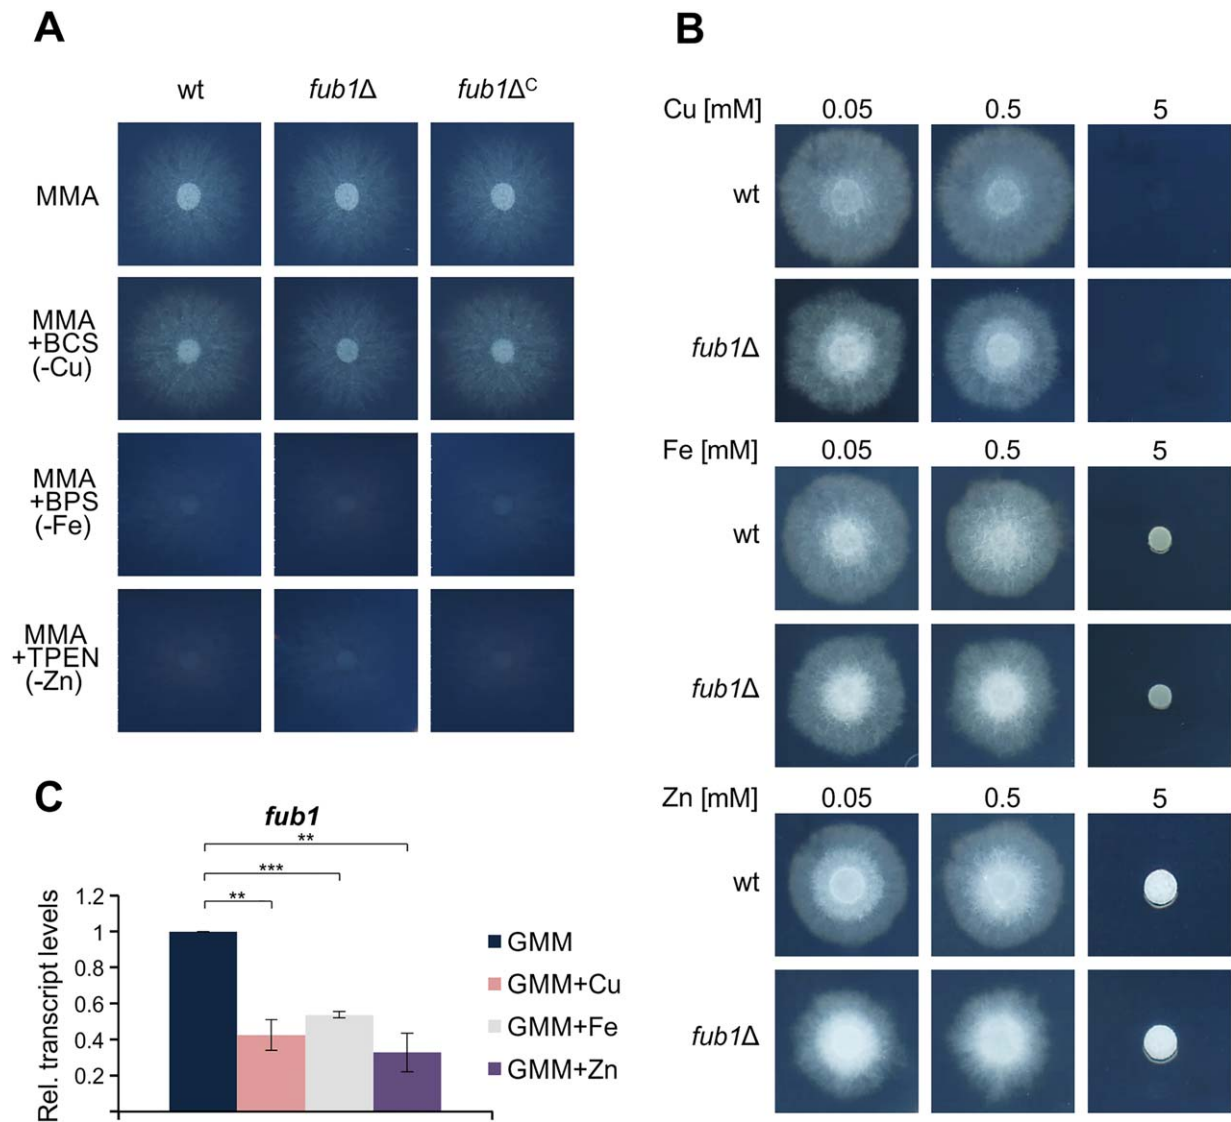 A
wt fub1Δ fub1Δᶜ
MMA
MMA
+BCS
(-Cu)
MMA
+BPS
(-Fe)
MMA
+TPEN
(-Zn)
B
Cu [mM] 0.05 0.5 5
wt
fub1Δ
Fe [mM] 0.05 0.5 5
wt
fub1Δ
Zn [mM] 0.05 0.5 5
wt
fub1Δ
C
fub1
**
***
**
Rel. transcript levels
1.2
1
0.8
0.6
0.4
0.2
GMM
GMM+Cu
GMM+Fe
GMM+Zn